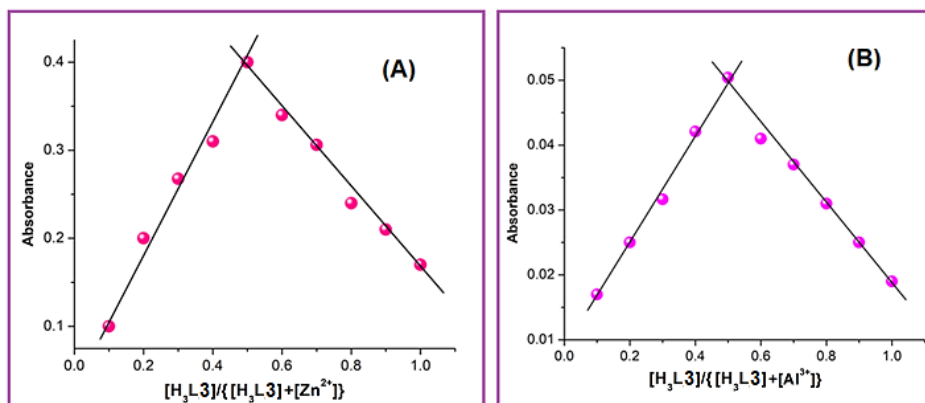 (A)
0.4
0.3
0.2
0.1
Absorbance
0.0 0.2 0.4 0.6 0.8 1.0
[H₃L3]/{[H₃L3]+[Zn²⁺]}
(B)
0.05
0.04
0.03
0.02
0.01
Absorbance
0.0 0.2 0.4 0.6 0.8 1.0
[H₃L3]/{[H₃L3]+[Al³⁺]}